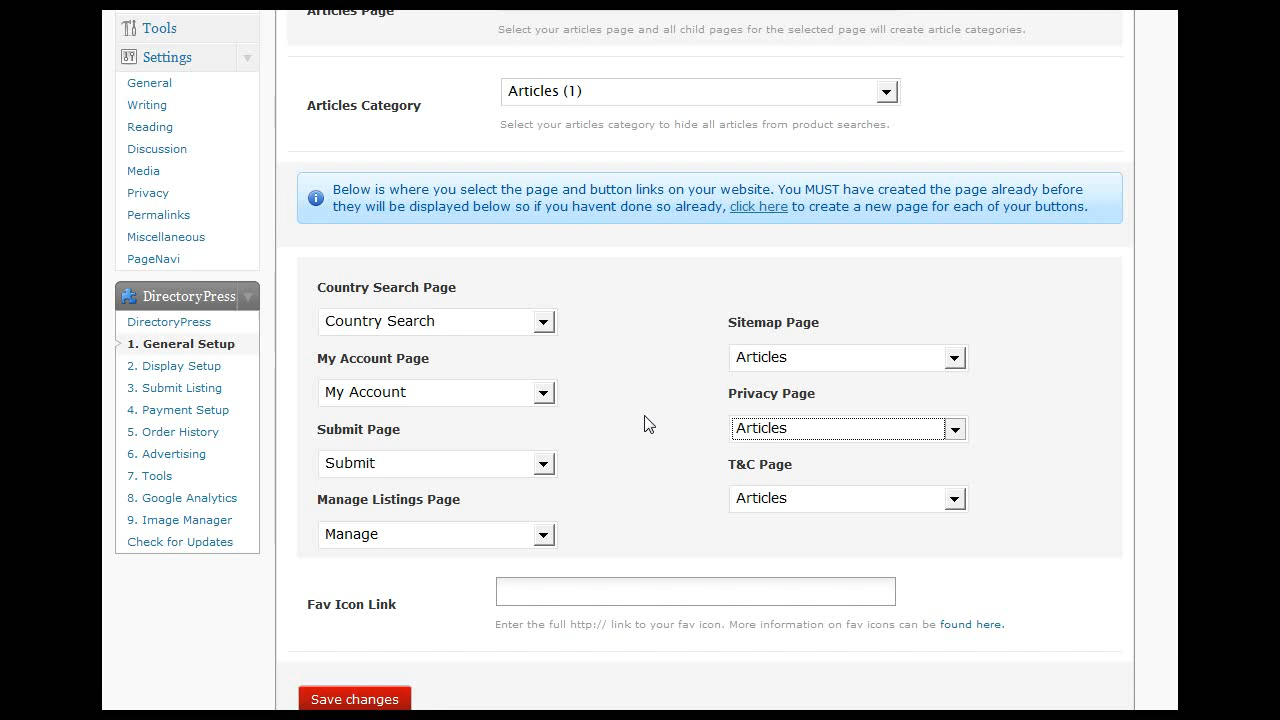 Tools
Settings
General
Writing
Reading
Discussion
Media
Privacy
Permalinks
Miscellaneous
PageNavi
DirectoryPress
DirectoryPress
1. General Setup
2. Display Setup
3. Submit Listing
4. Payment Setup
5. Order History
6. Advertising
7. Tools
8. Google Analytics
9. Image Manager
Check for Updates
Articles Page
Select your articles page and all child pages for the selected page will create article categories.
Articles Category
Articles (1)
Select your articles category to hide all articles from product searches.
Below is where you select the page and button links on your website. You MUST have created the page already before
they will be displayed below so if you havent done so already, click here to create a new page for each of your buttons.
Country Search Page
Country Search
My Account Page
My Account
Submit Page
Submit
Manage Listings Page
Manage
Sitemap Page
Articles
Privacy Page
Articles
T&C Page
Articles
Fav Icon Link
Enter the full http:// link to your fav icon. More information on fav icons can be found here.
Save changes